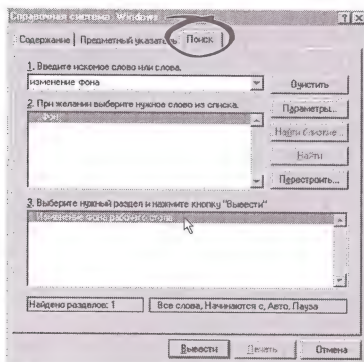 Справочная система Windows
Содержание Предметный указатель Поиск
1. Введите искомое слово или слова.
изменение фона
Очистить
2. При желании выберите нужное слово из списка.
Параметры...
фон
Найти близкие...
Найти
Перестроить...
3. Выберите нужный раздел и нажмите кнопку "Вывести"
Изменение фона рабочего стола
Найдено разделов: 1 Все слова, Начинаются с, Авто, Пауза
Вывести Печать Отмена